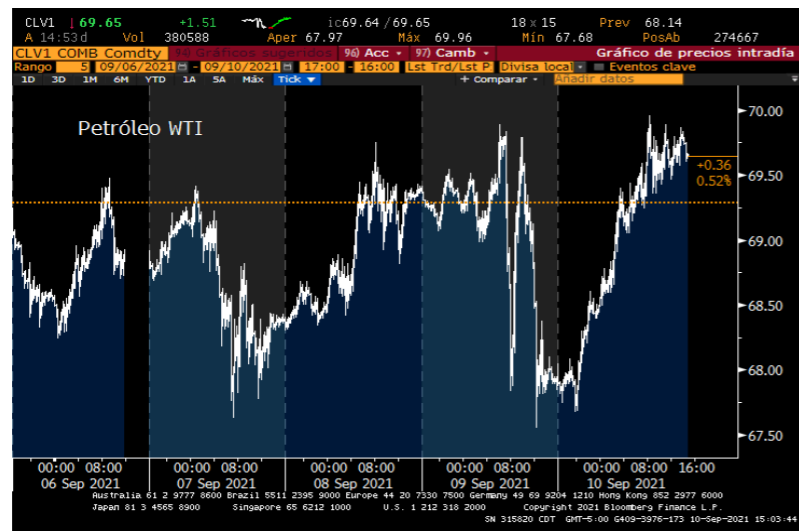 CLV1 ↓69.65 +1.51 ic69.64/69.65 18×15 Prev 68.14
A 14:53d Vol 380588 Aper 67.97 Máx 69.96 Mín 67.68 PosAb 274667
CLV1 COMB Comdty 94) Gráficos sugeridos 96) Acc 97) Camb Gráfico de precios intradía
Rango 5 09/06/2021 - 09/10/2021 17:00 - 16:00 Lst Trd/Lst P Divisa local Eventos clave
1D 3D 1M 6M YTD 1A 5A Máx Tick ▼ + Comparar Añadir datos
Petróleo WTI
70.00
+0.36
0.52%
69.50
69.00
68.50
68.00
67.50
00:00 08:00 00:00 08:00 00:00 08:00 00:00 08:00 00:00 08:00 16:00
06 Sep 2021 07 Sep 2021 08 Sep 2021 09 Sep 2021 10 Sep 2021
Australia 61 2 9777 8600 Brazil 5511 2395 9000 Europe 44 20 7330 7500 Germany 49 69 9204 1210 Hong Kong 852 2977 6000
Japan 81 3 4565 8900 Singapore 65 6212 1000 U.S. 1 212 318 2000 Copyright 2021 Bloomberg Finance L.P.
SN 315820 CDT GMT-5:00 G409-3976-173 10-Sep-2021 15:03:44